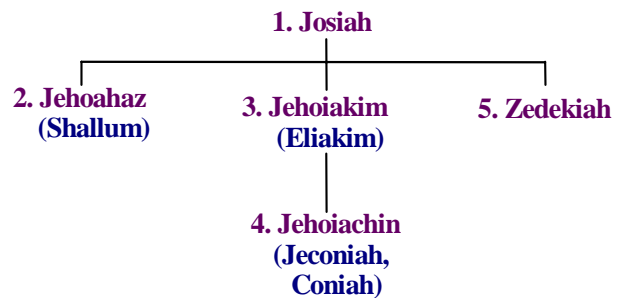 1. Josiah
2. Jehoahaz
(Shallum)
3. Jehoiakim
(Eliakim)
5. Zedekiah
4. Jehoiachin
(Jeconiah,
Coniah)